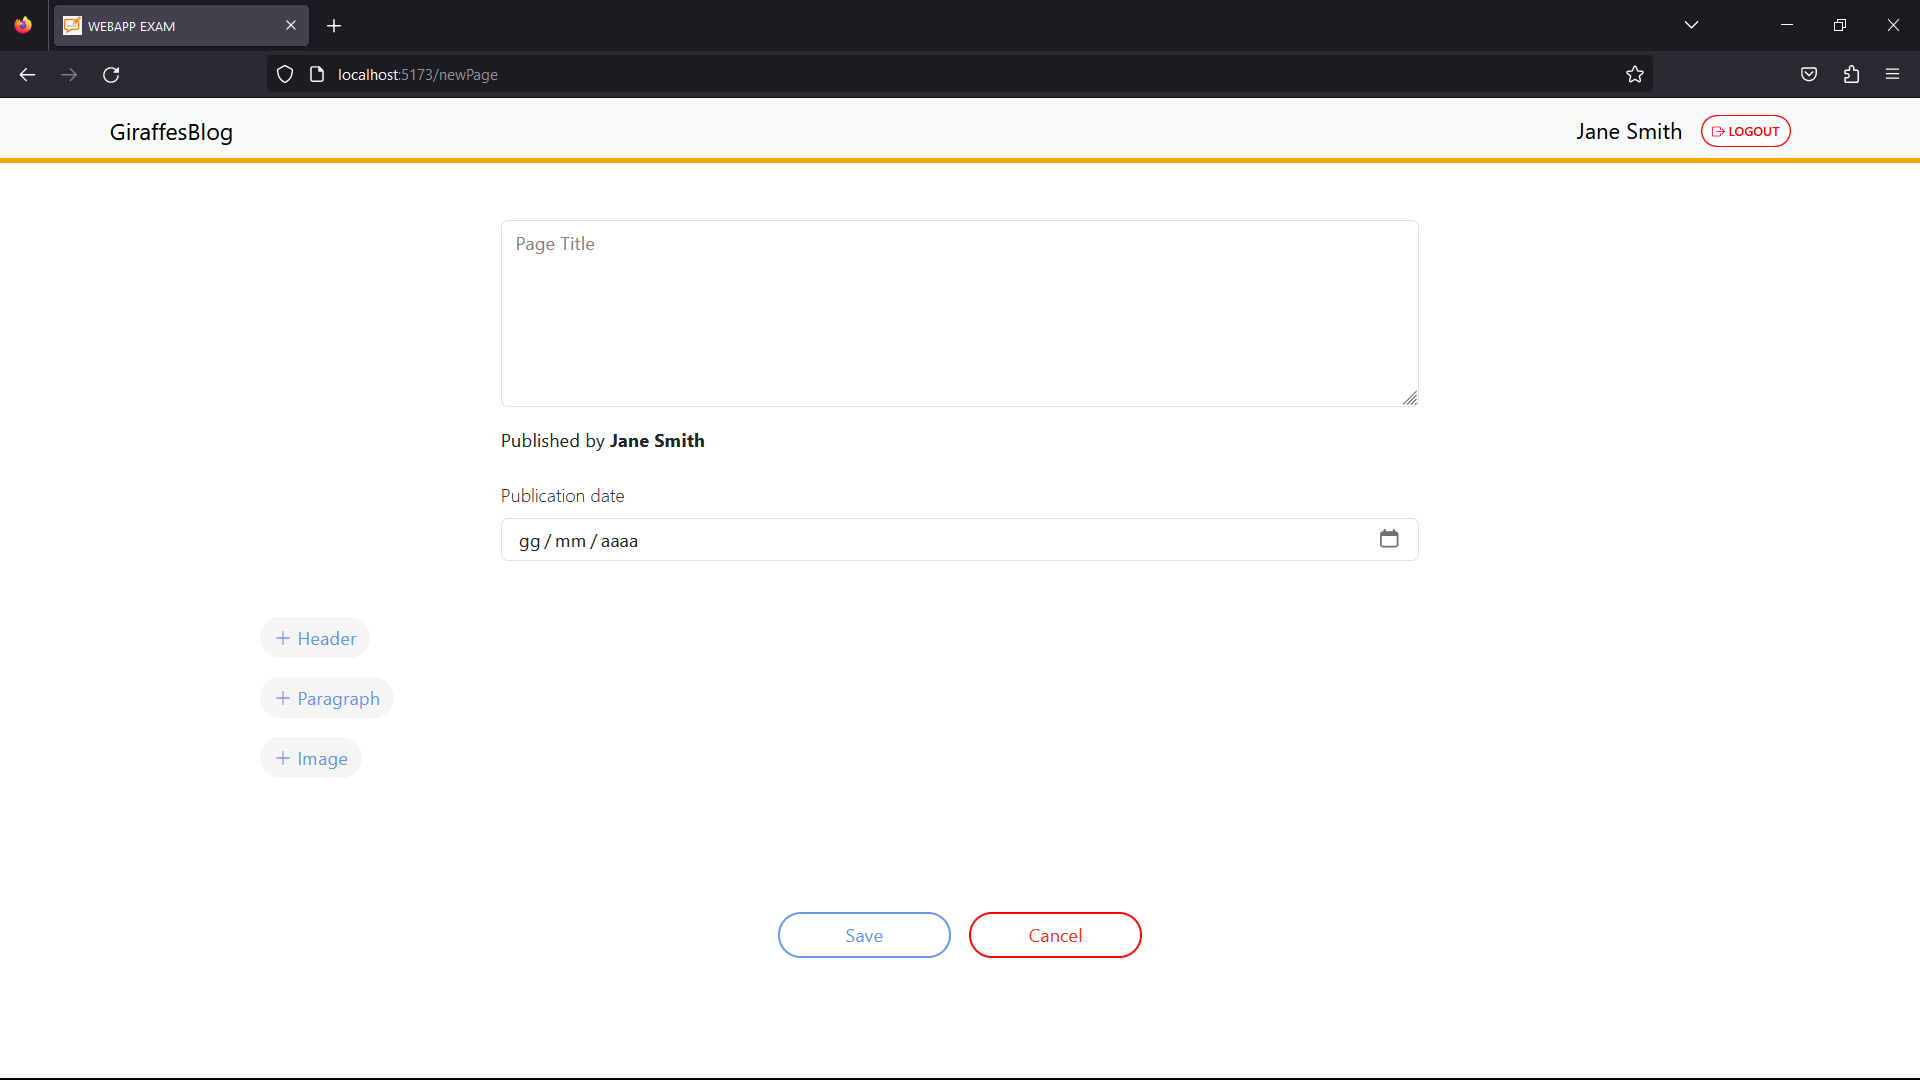 WEBAPP EXAM
localhost:5173/newPage
GiraffesBlog
Jane Smith
LOGOUT
Page Title
Published by Jane Smith
Publication date
gg/mm/aaaa
+ Header
+ Paragraph
+ Image
Save
Cancel